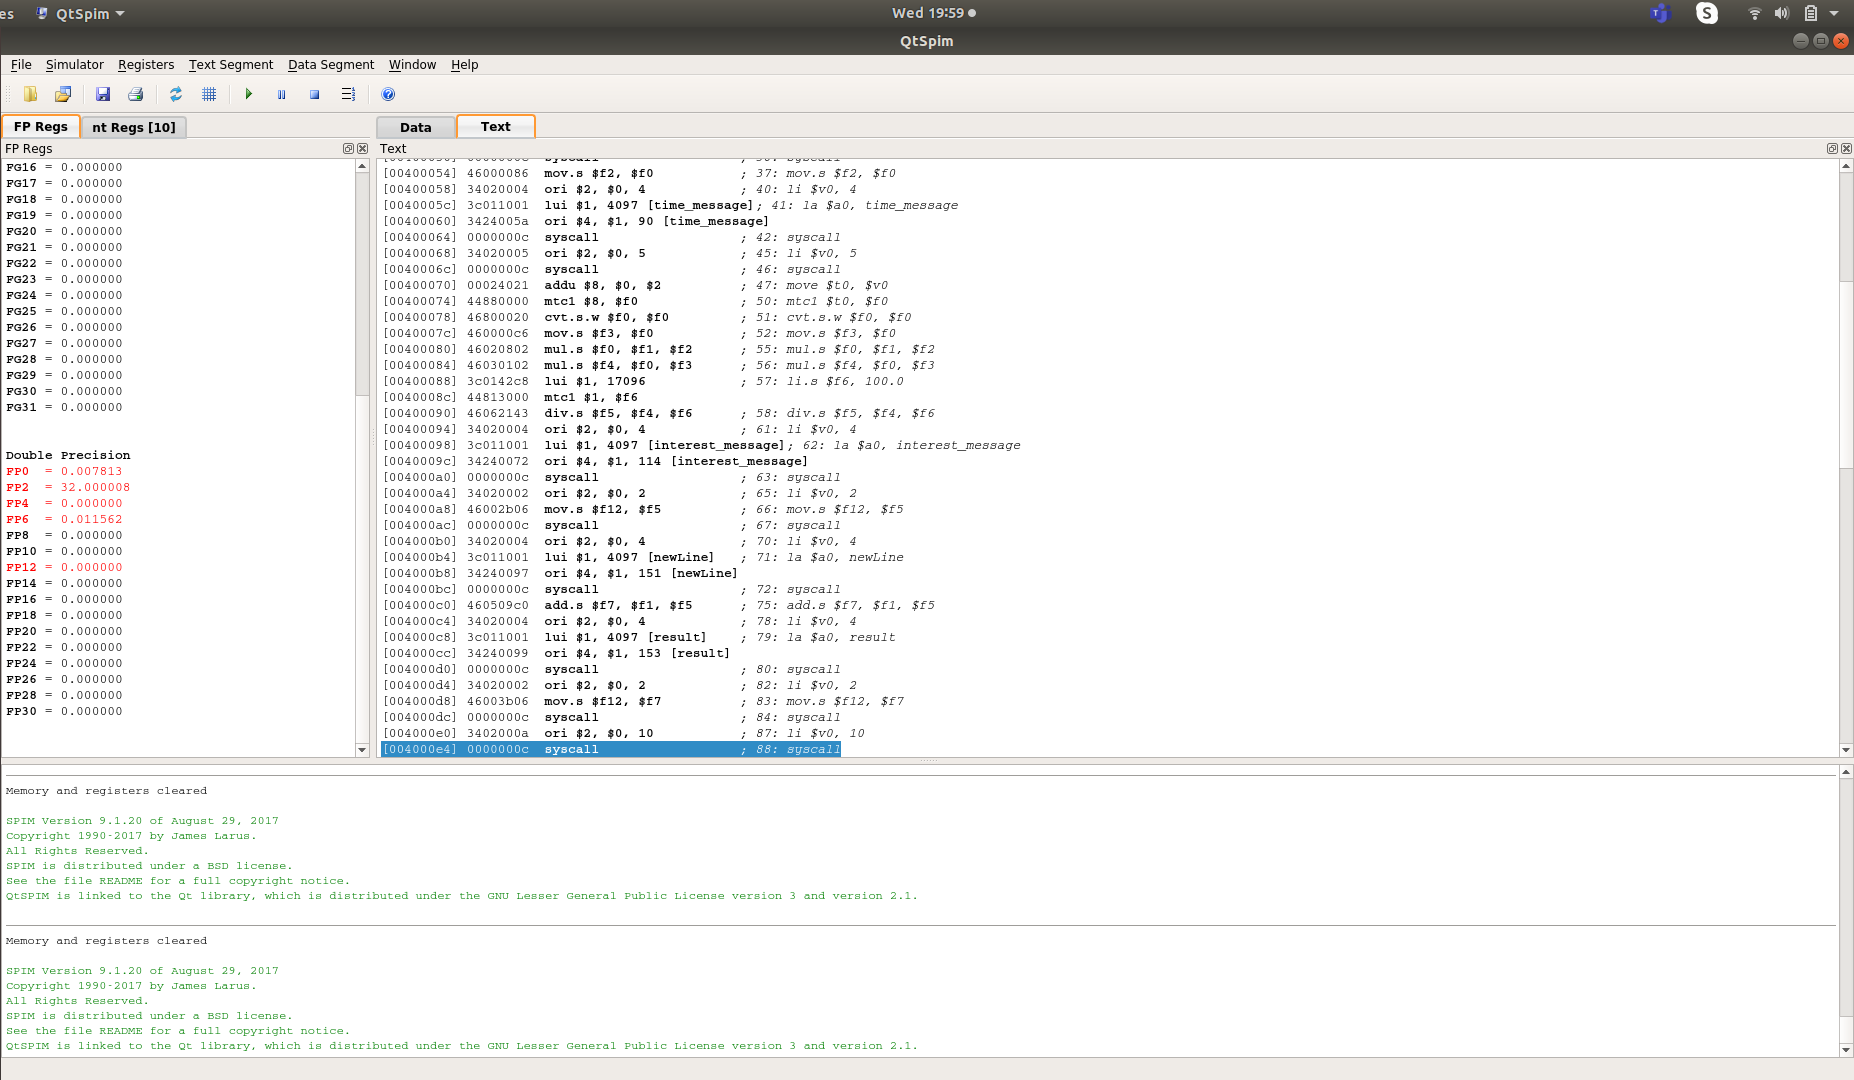 es QtSpim Wed 19:59
QtSpim
File Simulator Registers Text Segment Data Segment Window Help
FP Regs nt Regs [10]
FP Regs
FG16 = 0.000000
FG17 = 0.000000
FG18 = 0.000000
FG19 = 0.000000
FG20 = 0.000000
FG21 = 0.000000
FG22 = 0.000000
FG23 = 0.000000
FG24 = 0.000000
FG25 = 0.000000
FG26 = 0.000000
FG27 = 0.000000
FG28 = 0.000000
FG29 = 0.000000
FG30 = 0.000000
FG31 = 0.000000
Double Precision
FP0 = 0.007813
FP2 = 32.000008
FP4 = 0.000000
FP6 = 0.011562
FP8 = 0.000000
FP10 = 0.000000
FP12 = 0.000000
FP14 = 0.000000
FP16 = 0.000000
FP18 = 0.000000
FP20 = 0.000000
FP22 = 0.000000
FP24 = 0.000000
FP26 = 0.000000
FP28 = 0.000000
FP30 = 0.000000
Data Text
Text
[00400054] 46000086 mov.s $f2, $f0 ; 37: mov.s $f2, $f0
[00400058] 34020004 ori $2, $0, 4 ; 40: li $v0, 4
[0040005c] 3c011001 lui $1, 4097 [time_message]; 41: la $a0, time_message
[00400060] 3424005a ori $4, $1, 90 [time_message]
[00400064] 0000000c syscall ; 42: syscall
[00400068] 34020005 ori $2, $0, 5 ; 45: li $v0, 5
[0040006c] 0000000c syscall ; 46: syscall
[00400070] 00024021 addu $8, $0, $2 ; 47: move $t0, $v0
[00400074] 44880000 mtc1 $8, $f0 ; 50: mtc1 $t0, $f0
[00400078] 46800020 cvt.s.w $f0, $f0 ; 51: cvt.s.w $f0, $f0
[0040007c] 460000c6 mov.s $f3, $f0 ; 52: mov.s $f3, $f0
[00400080] 46020802 mul.s $f0, $f1, $f2 ; 55: mul.s $f0, $f1, $f2
[00400084] 46030102 mul.s $f4, $f0, $f3 ; 56: mul.s $f4, $f0, $f3
[00400088] 3c0142c8 lui $1, 17096 ; 57: li.s $f6, 100.0
[0040008c] 44813000 mtc1 $1, $f6
[00400090] 46062143 div.s $f5, $f4, $f6 ; 58: div.s $f5, $f4, $f6
[00400094] 34020004 ori $2, $0, 4 ; 61: li $v0, 4
[00400098] 3c011001 lui $1, 4097 [interest_message]; 62: la $a0, interest_message
[0040009c] 34240072 ori $4, $1, 114 [interest_message]
[004000a0] 0000000c syscall ; 63: syscall
[004000a4] 34020002 ori $2, $0, 2 ; 65: li $v0, 2
[004000a8] 46002b06 mov.s $f12, $f5 ; 66: mov.s $f12, $f5
[004000ac] 0000000c syscall ; 67: syscall
[004000b0] 34020004 ori $2, $0, 4 ; 70: li $v0, 4
[004000b4] 3c011001 lui $1, 4097 [newLine] ; 71: la $a0, newLine
[004000b8] 34240097 ori $4, $1, 151 [newLine]
[004000bc] 0000000c syscall ; 72: syscall
[004000c0] 460509c0 add.s $f7, $f1, $f5 ; 75: add.s $f7, $f1, $f5
[004000c4] 34020004 ori $2, $0, 4 ; 78: li $v0, 4
[004000c8] 3c011001 lui $1, 4097 [result] ; 79: la $a0, result
[004000cc] 34240099 ori $4, $1, 153 [result]
[004000d0] 0000000c syscall ; 80: syscall
[004000d4] 34020002 ori $2, $0, 2 ; 82: li $v0, 2
[004000d8] 46003b06 mov.s $f12, $f7 ; 83: mov.s $f12, $f7
[004000dc] 0000000c syscall ; 84: syscall
[004000e0] 3402000a ori $2, $0, 10 ; 87: li $v0, 10
[004000e4] 0000000c syscall ; 88: syscall
Memory and registers cleared
SPIM Version 9.1.20 of August 29, 2017
Copyright 1990-2017 by James Larus.
All Rights Reserved.
SPIM is distributed under a BSD license.
See the file README for a full copyright notice.
QtSPIM is linked to the Qt library, which is distributed under the GNU Lesser General Public License version 3 and version 2.1.
Memory and registers cleared
SPIM Version 9.1.20 of August 29, 2017
Copyright 1990-2017 by James Larus.
All Rights Reserved.
SPIM is distributed under a BSD license.
See the file README for a full copyright notice.
QtSPIM is linked to the Qt library, which is distributed under the GNU Lesser General Public License version 3 and version 2.1.